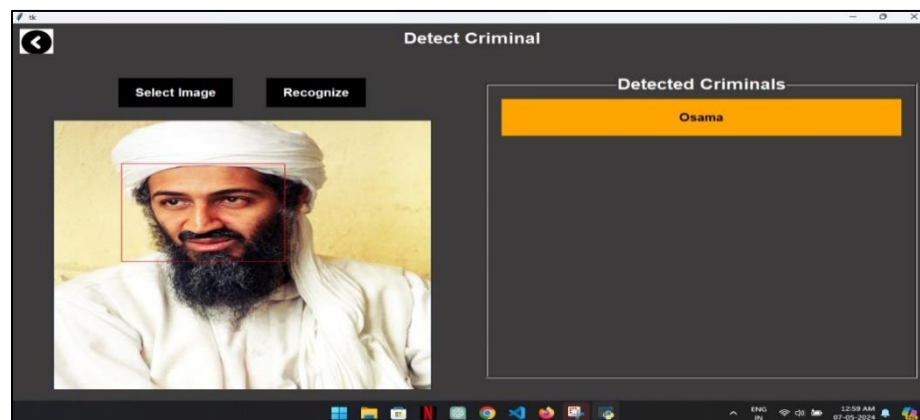 tk
Detect Criminal
Select Image
Recognize
Detected Criminals
Osama
ENG
IN
12:59 AM
07-05-2024